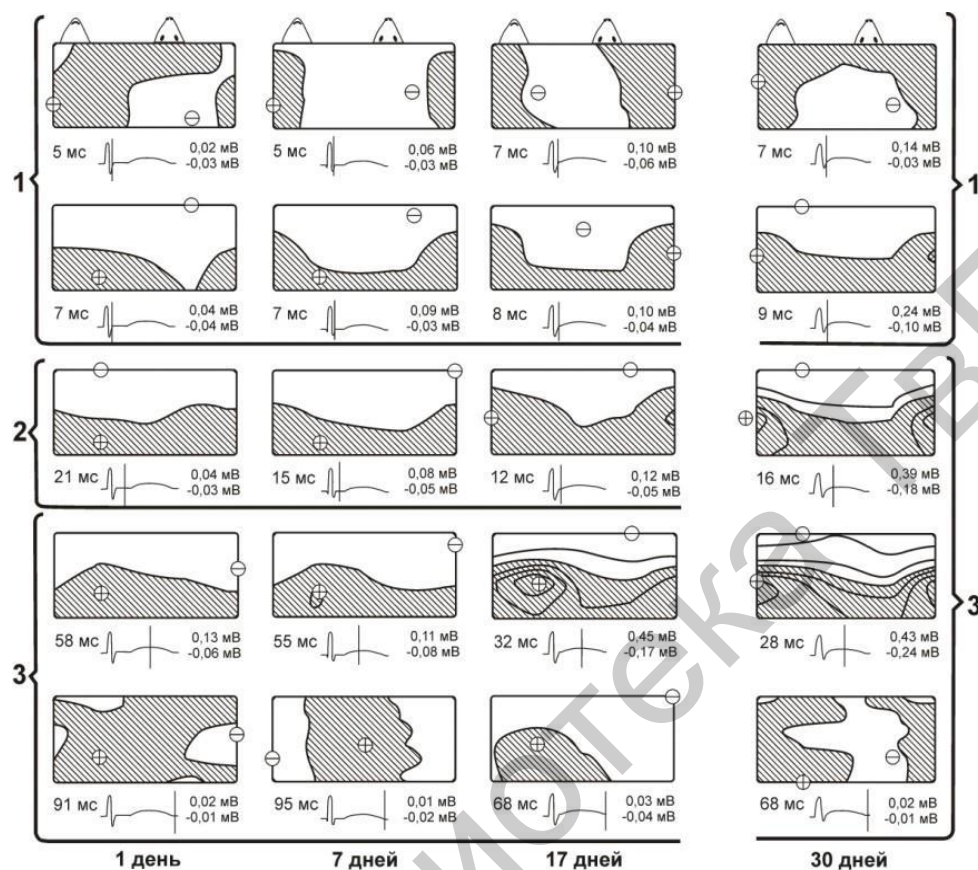 1
5 мс 0,02 мВ -0,03 мВ
5 мс 0,06 мВ -0,03 мВ
7 мс 0,10 мВ -0,06 мВ
7 мс 0,14 мВ -0,03 мВ
1
7 мс 0,04 мВ -0,04 мВ
7 мс 0,09 мВ -0,03 мВ
8 мс 0,10 мВ -0,04 мВ
9 мс 0,24 мВ -0,10 мВ
2
21 мс 0,04 мВ -0,03 мВ
15 мс 0,08 мВ -0,05 мВ
12 мс 0,12 мВ -0,05 мВ
16 мс 0,39 мВ -0,18 мВ
3
58 мс 0,13 мВ -0,06 мВ
55 мс 0,11 мВ -0,08 мВ
32 мс 0,45 мВ -0,17 мВ
28 мс 0,43 мВ -0,24 мВ
3
91 мс 0,02 мВ -0,01 мВ
95 мс 0,01 мВ -0,02 мВ
68 мс 0,03 мВ -0,04 мВ
68 мс 0,02 мВ -0,01 мВ
1 день
7 дней
17 дней
30 дней